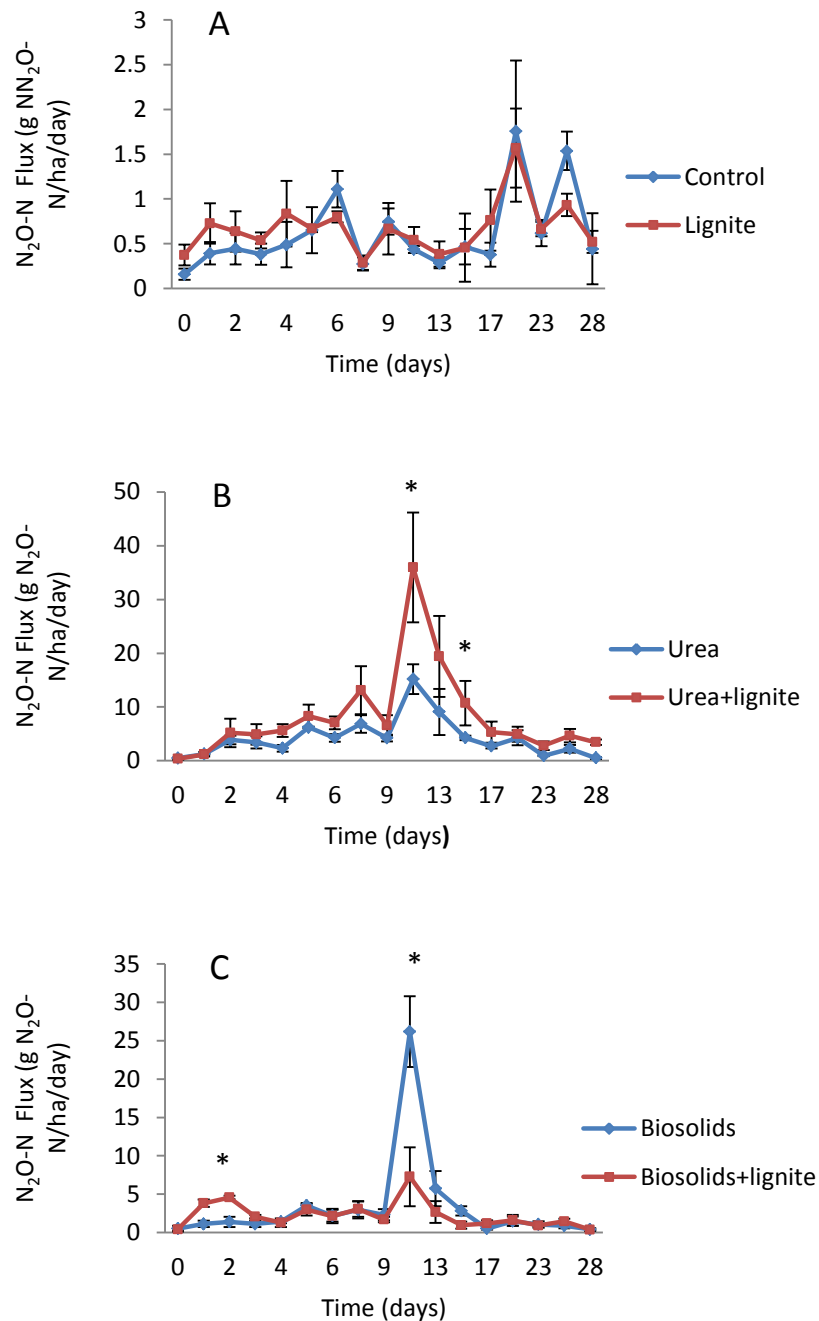 A
N₂O-N Flux (g NN₂O-
N/ha/day)
3
2.5
2
1.5
1
0.5
0
0 2 4 6 9 13 17 23 28
Time (days)
Control
Lignite
B
N₂O-N Flux (g N₂O-
N/ha/day)
50
40
30
20
10
0
*
*
0 2 4 6 9 13 17 23 28
Time (days)
Urea
Urea+lignite
C
N₂O-N Flux (g N₂O-
N/ha/day)
35
30
25
20
15
10
5
0
*
*
0 2 4 6 9 13 17 23 28
Time (days)
Biosolids
Biosolids+lignite